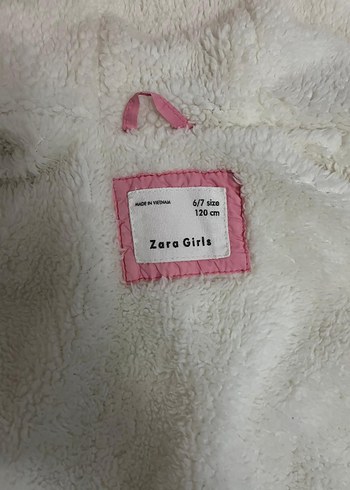 MADE IN VIETNAM
6/7 size
120 cm
Zara Girls